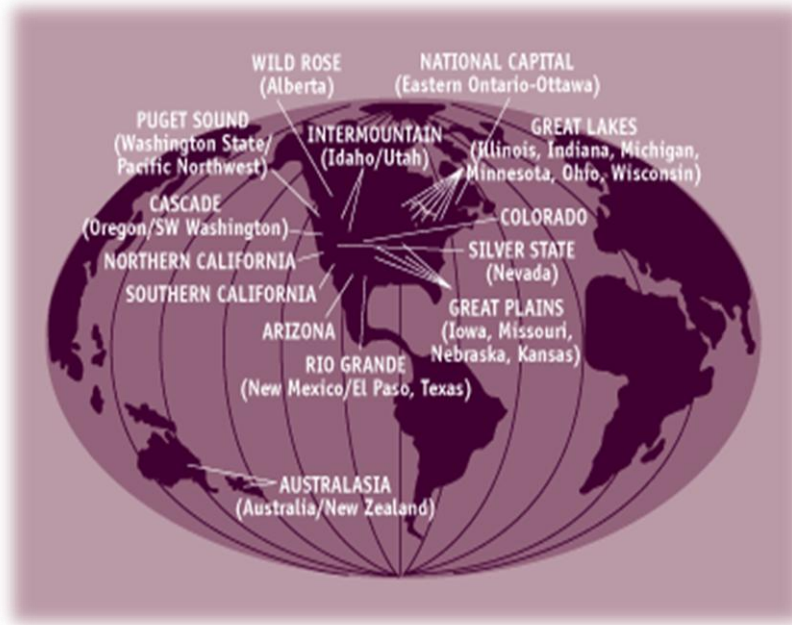 WILD ROSE
(Alberta)
NATIONAL CAPITAL
(Eastern Ontario-Ottawa)
PUGET SOUND
(Washington State/
Pacific Northwest)
INTERMOUNTAIN
(Idaho/Utah)
GREAT LAKES
(Illinois, Indiana, Michigan,
Minnesota, Ohio, Wisconsin)
CASCADE
(Oregon/SW Washington)
COLORADO
NORTHERN CALIFORNIA
SILVER STATE
(Nevada)
SOUTHERN CALIFORNIA
GREAT PLAINS
(Iowa, Missouri,
Nebraska, Kansas)
ARIZONA
RIO GRANDE
(New Mexico/El Paso, Texas)
AUSTRALASIA
(Australia/New Zealand)